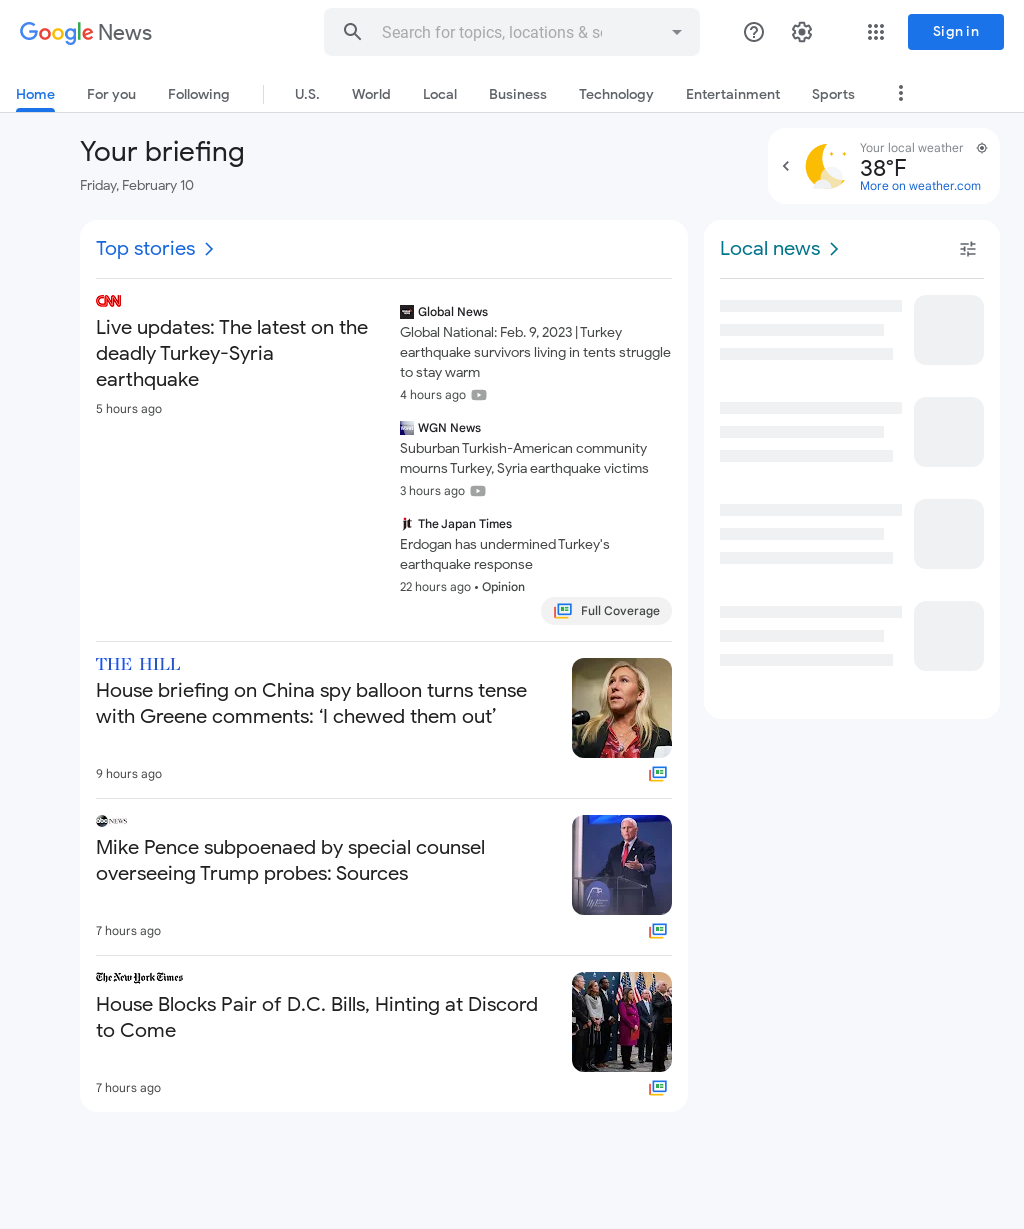 Google News
Search for topics, locations & so
Sign in
Home
For you
Following
U.S.
World
Local
Business
Technology
Entertainment
Sports
Your briefing
Friday, February 10
Your local weather
38°F
More on weather.com
Top stories
CNN
Live updates: The latest on the
deadly Turkey-Syria
earthquake
5 hours ago
Global News
Global National: Feb. 9, 2023 | Turkey
earthquake survivors living in tents struggle
to stay warm
4 hours ago
WGN News
Suburban Turkish-American community
mourns Turkey, Syria earthquake victims
3 hours ago
jt The Japan Times
Erdogan has undermined Turkey's
earthquake response
22 hours ago • Opinion
Full Coverage
THE HILL
House briefing on China spy balloon turns tense
with Greene comments: ‘I chewed them out’
9 hours ago
abc NEWS
Mike Pence subpoenaed by special counsel
overseeing Trump probes: Sources
7 hours ago
The New York Times
House Blocks Pair of D.C. Bills, Hinting at Discord
to Come
7 hours ago
Local news